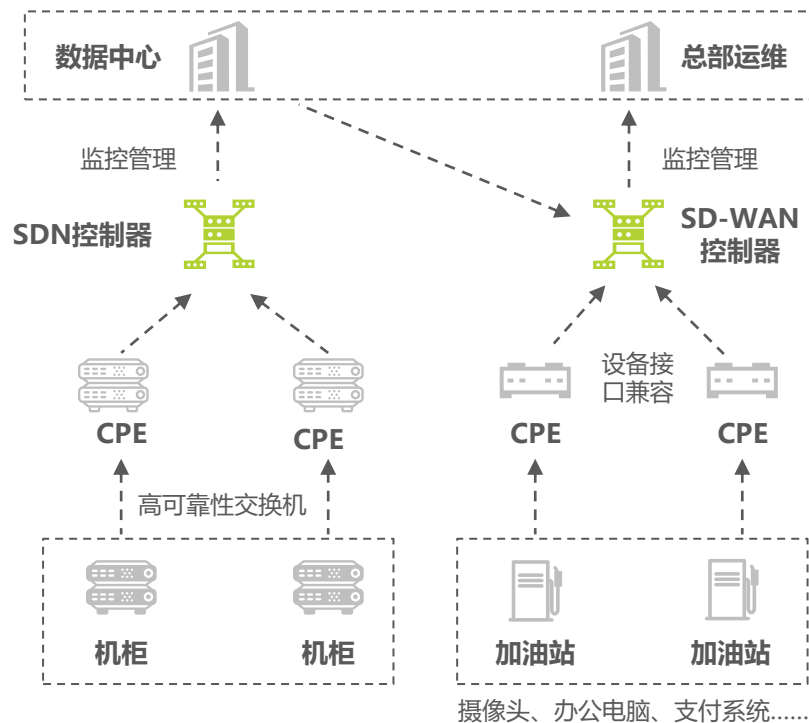 数据中心
总部运维
监控管理
监控管理
SDN控制器
SD-WAN
控制器
设备接
口兼容
CPE
CPE
CPE
CPE
高可靠性交换机
机柜
机柜
加油站
加油站
摄像头、办公电脑、支付系统......